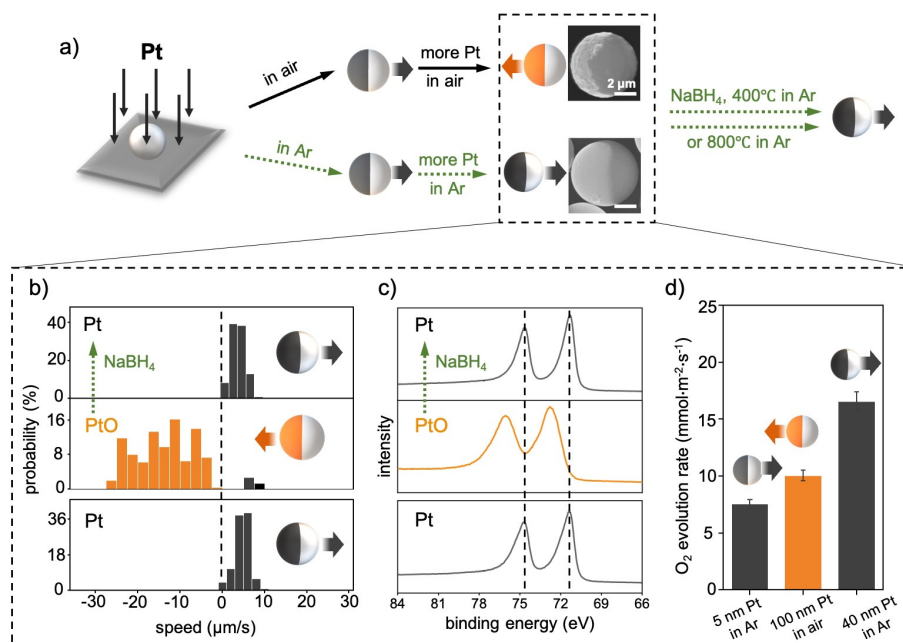 a)
Pt
in air
more Pt
in air
2 µm
in Ar
more Pt
in Ar
NaBH₄, 400℃ in Ar
or 800℃ in Ar
b)
probability (%)
40
20
0
Pt
NaBH₄
16
12
8
4
0
PtO
36
18
0
Pt
-30 -20 -10 0 10 20 30
speed (µm/s)
c)
intensity
Pt
NaBH₄
PtO
Pt
84 81 78 75 72 69 66
binding energy (eV)
d)
O₂ evolution rate (mmol·m⁻²·s⁻¹)
25
20
15
10
5
0
5 nm Pt
in Ar
100 nm Pt
in air
40 nm Pt
in Ar